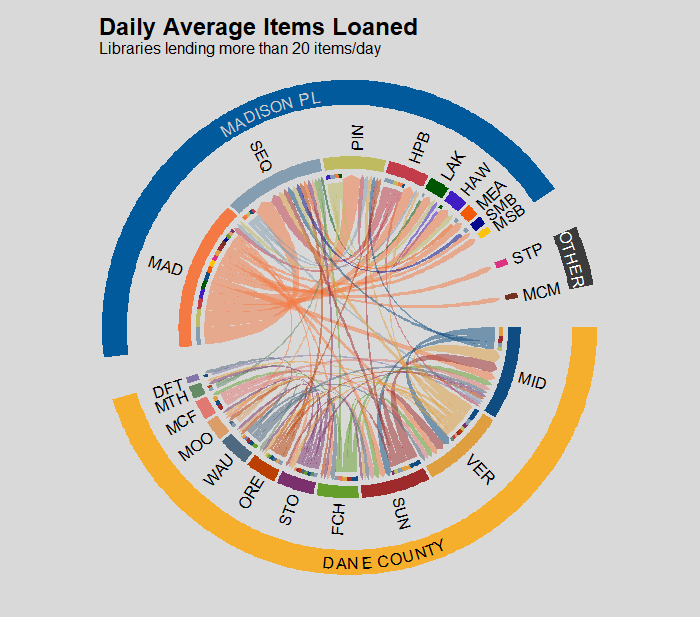 Daily Average Items Loaned
Libraries lending more than 20 items/day
MADISON PL
SEQ
PIN
HPB
LAK
HAW
MEA
SMB
MSB
MAD
STP
OTHER
MCM
MID
DFT
MTH
MCF
MOO
WAU
ORE
STO
FCH
SUN
VER
DANE COUNTY